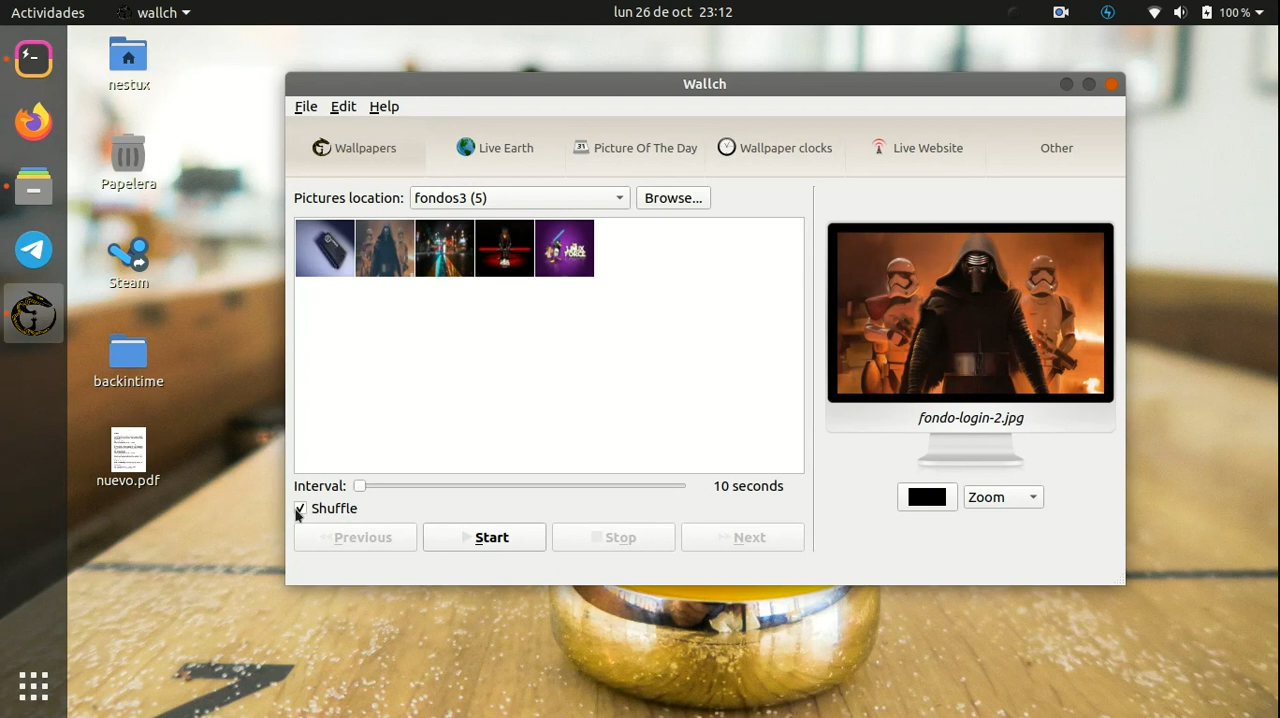 Actividades wallch lun 26 de oct 23:12 100 %
nestux
Papelera
Steam
backintime
nuevo.pdf
Wallch
File Edit Help
Wallpapers Live Earth 31 Picture Of The Day Wallpaper clocks Live Website Other
Pictures location: fondos3 (5) Browse...
fondo-login-2.jpg
Interval: 10 seconds
Zoom
Shuffle
Previous Start Stop Next